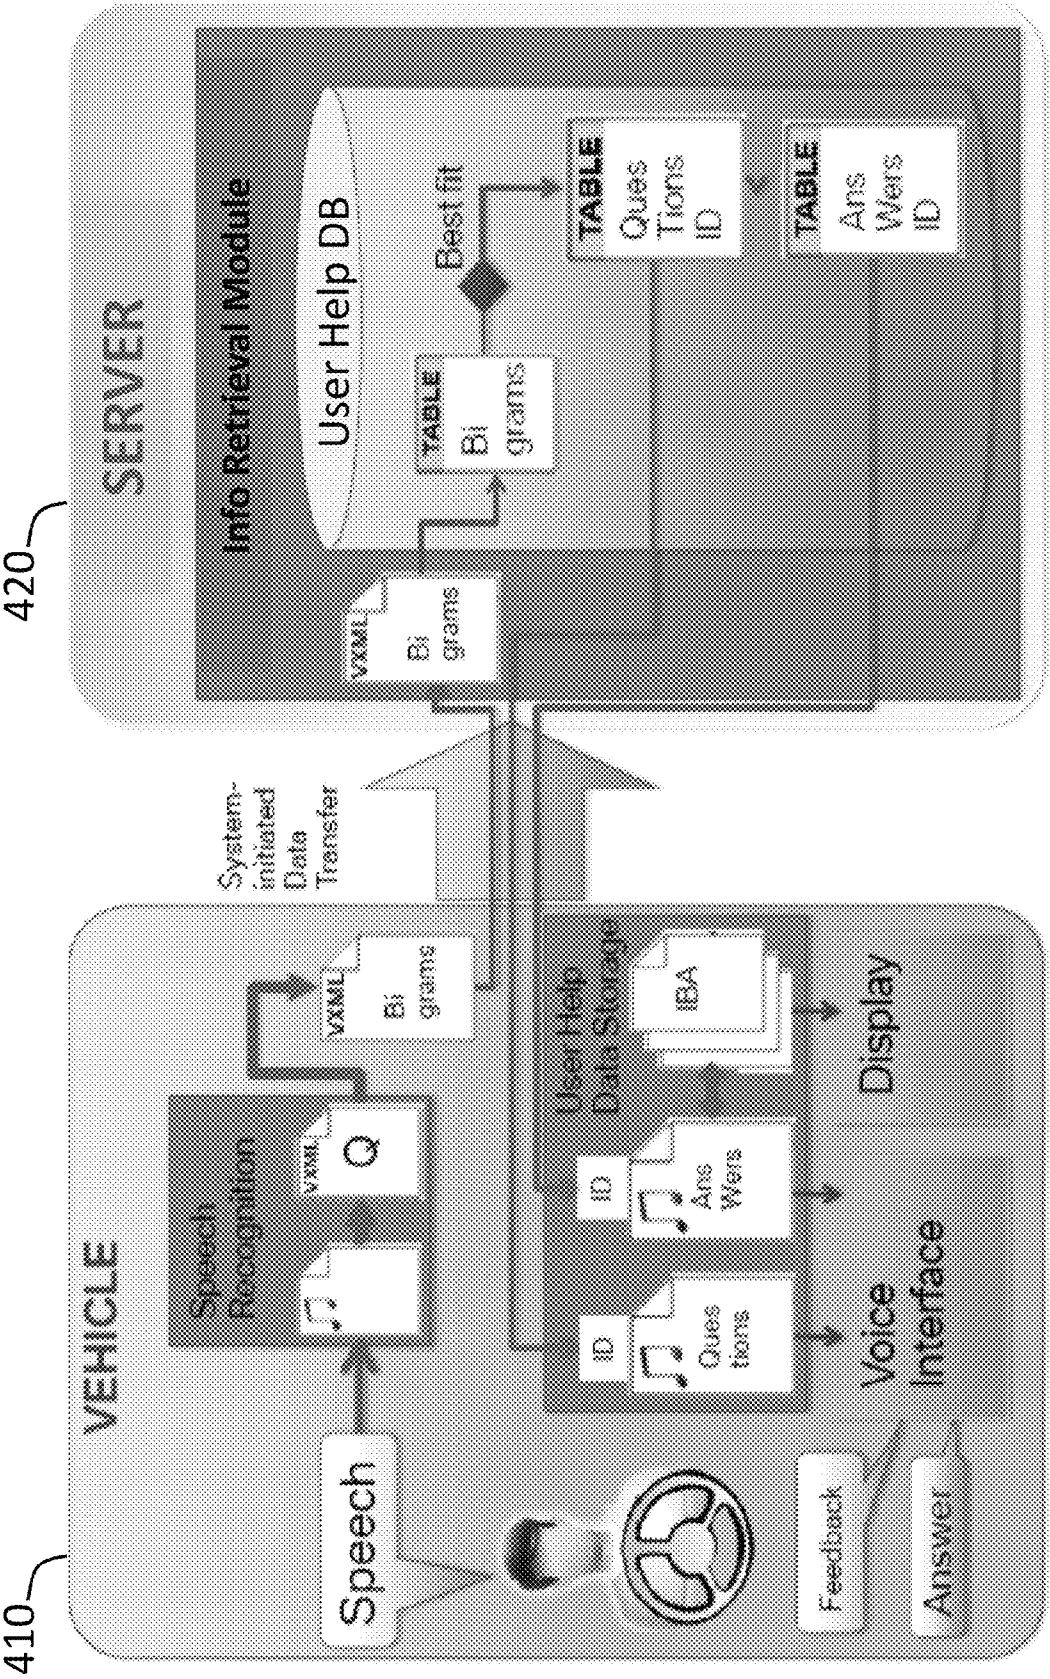 410
VEHICLE
Speech
Speech
Recognition
VXML
Q
VXML
Bi
grams
User Help
Data Storage
ID
Ques
tions
ID
Ans
Wers
IBA
Voice
Interface
Display
Feedback
Answer
System-
initiated
Data
Transfer
420
SERVER
Info Retrieval Module
VXML
Bi
grams
User Help DB
TABLE
Bi
grams
Best fit
TABLE
Ques
Tions
ID
TABLE
Ans
Wers
ID